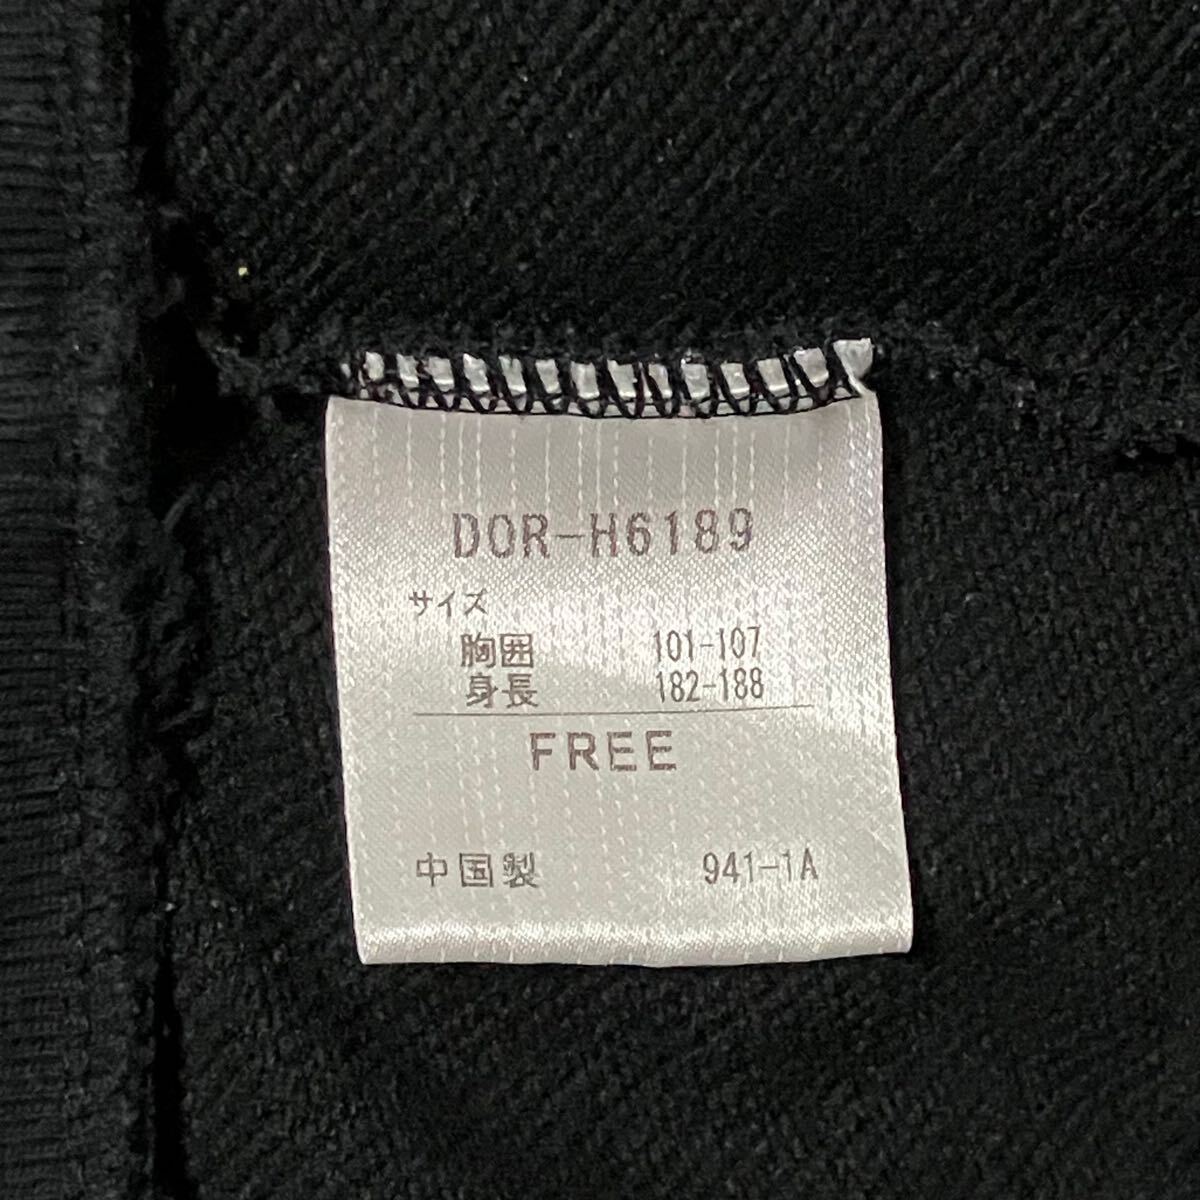 DOR-H6189
サイズ
胸囲 101-107
身長 182-188
FREE
中国製 941-1A